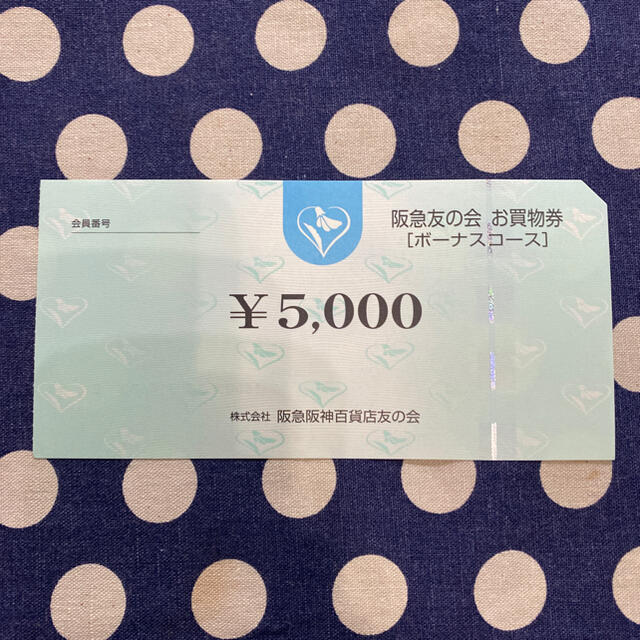 会員番号
阪急友の会 お買物券
[ボーナスコース]
¥5,000
株式会社 阪急阪神百貨店友の会